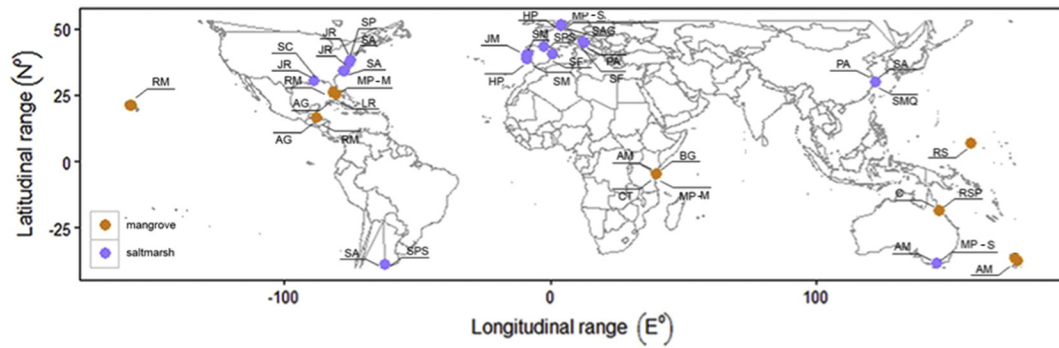 50
25
0
-25
Latitudinal range (N°)
SP
JR
SA
SC
JR
JR
SA
RM
MP-M
RM
AG
LR
AG
RM
SA
SPS
HP
MP-S
SM
SPS
SAG
JM
SF
PA
HP
SM
SF
AM
BG
CT
MP-M
PA
SA
SMQ
RS
C
RSP
AM
MP-S
AM
mangrove
saltmarsh
-100
0
100
Longitudinal range (E°)